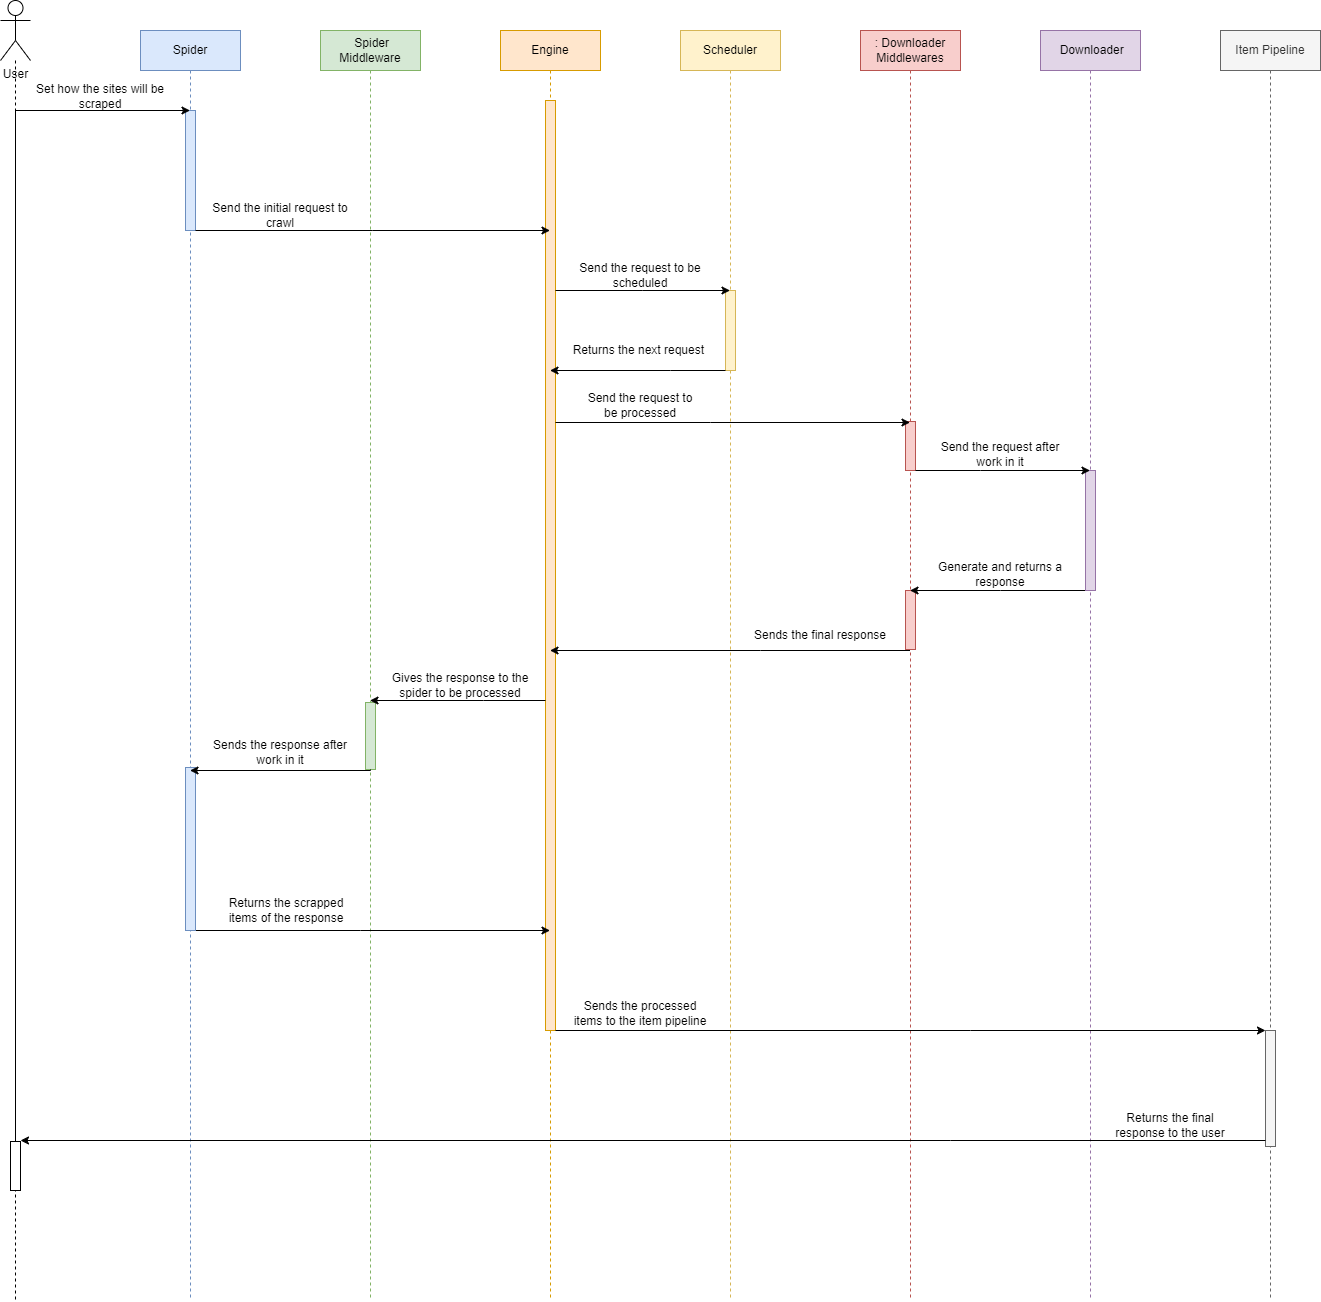 User
Spider
Spider
Middleware
Engine
Scheduler
: Downloader
Middlewares
Downloader
Item Pipeline
Set how the sites will be
scraped
Send the initial request to
crawl
Send the request to be
scheduled
Returns the next request
Send the request to
be processed
Send the request after
work in it
Generate and returns a
response
Sends the final response
Gives the response to the
spider to be processed
Sends the response after
work in it
Returns the scrapped
items of the response
Sends the processed
items to the item pipeline
Returns the final
response to the user